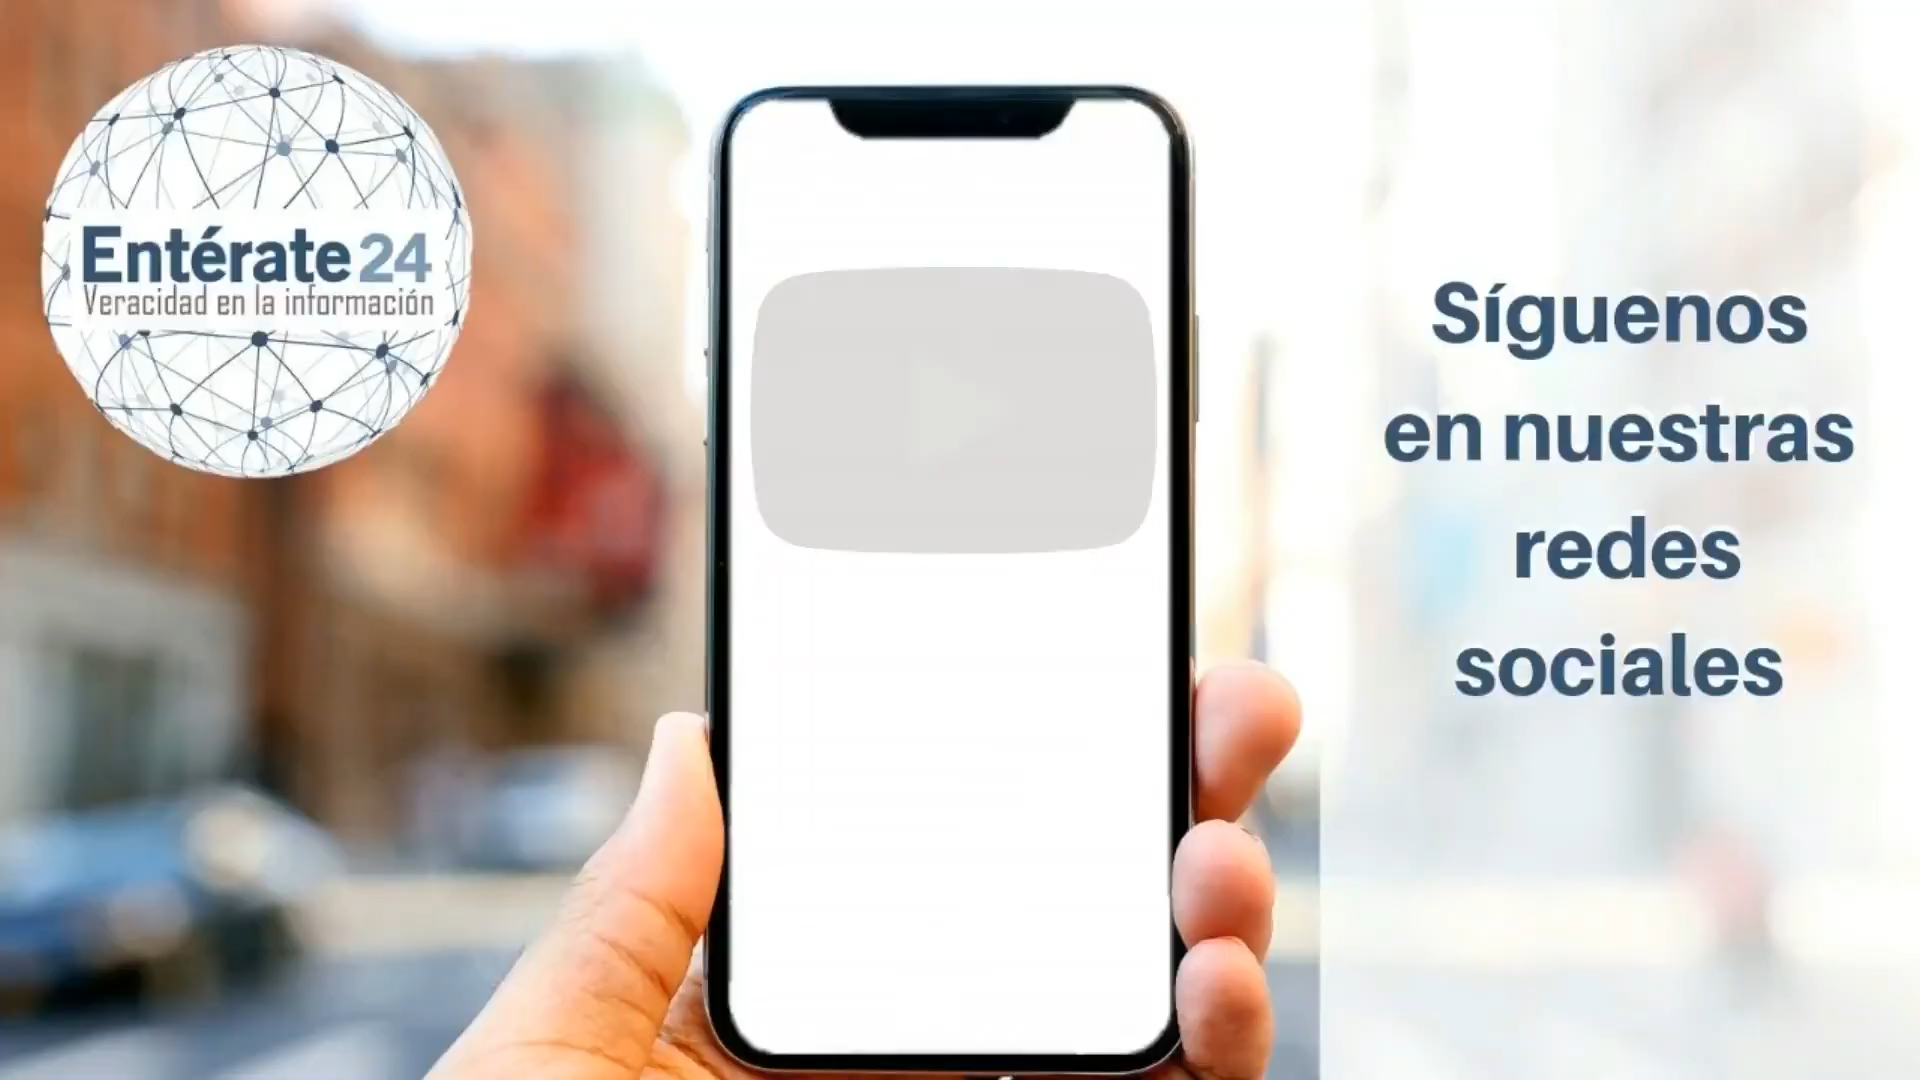 Entérate24
Veracidad en la información
Síguenos
en nuestras
redes
sociales